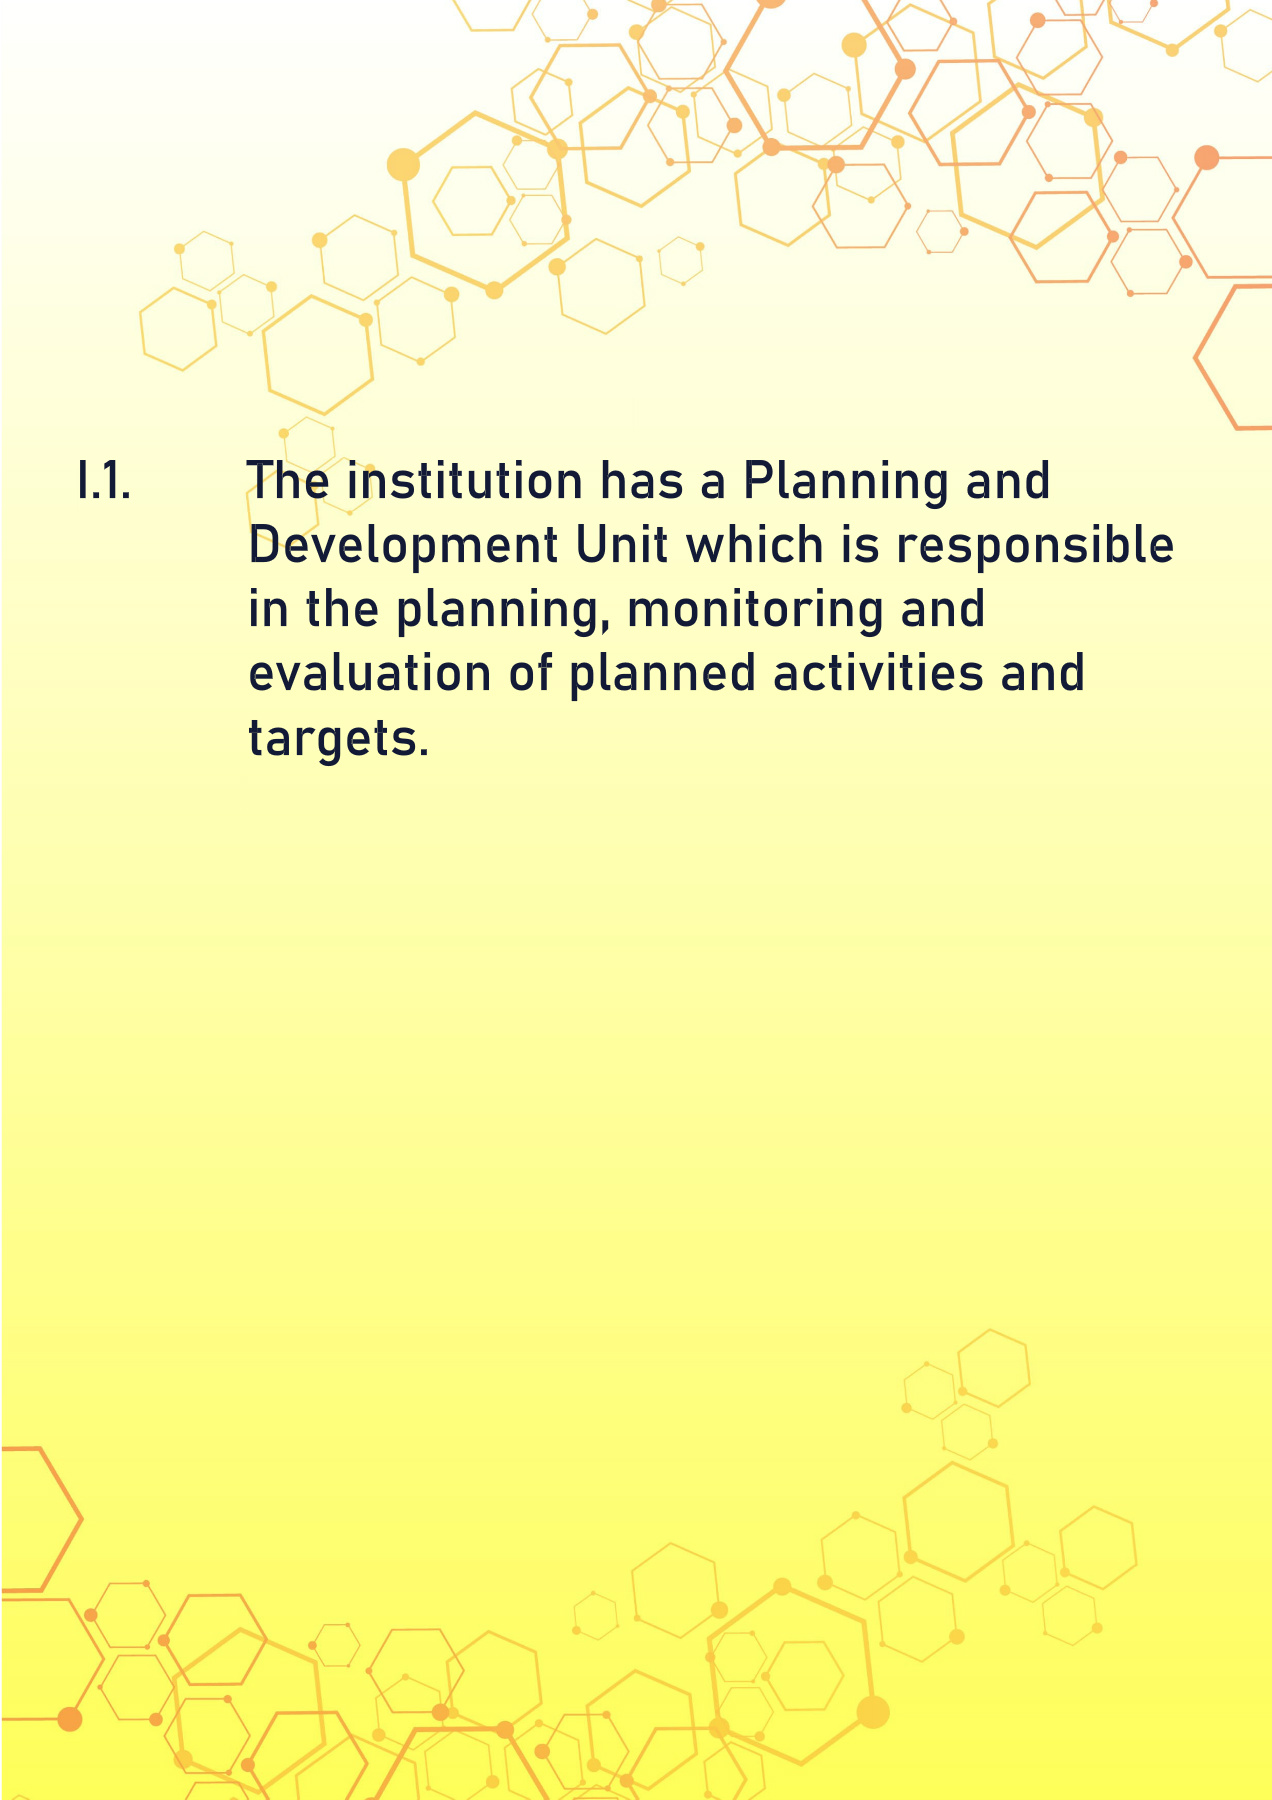 I.1. The institution has a Planning and
Development Unit which is responsible
in the planning, monitoring and
evaluation of planned activities and
targets.